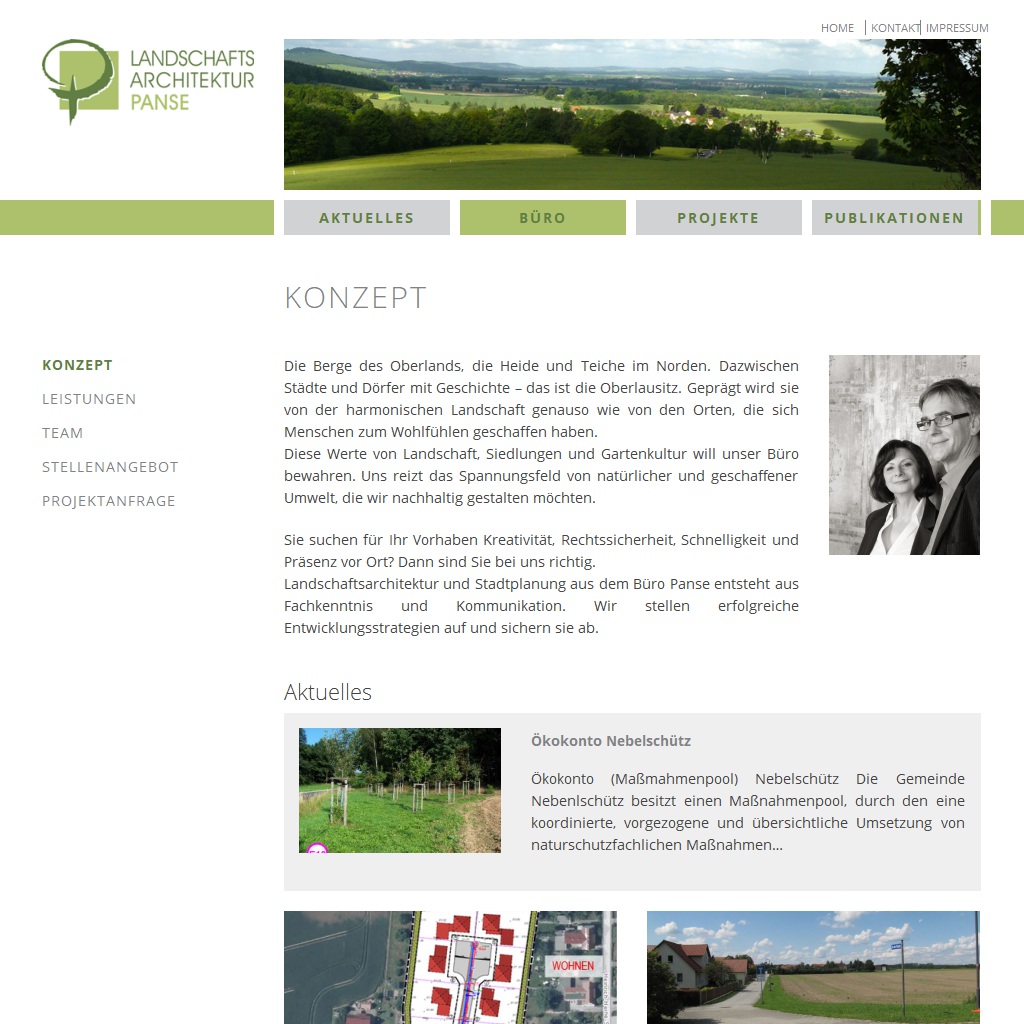 HOME
KONTAKT
IMPRESSUM
LANDSCHAFTS
ARCHITEKTUR
PANSE
AKTUELLES
BÜRO
PROJEKTE
PUBLIKATIONEN
KONZEPT
KONZEPT
LEISTUNGEN
TEAM
STELLENANGEBOT
PROJEKTANFRAGE
Die Berge des Oberlands, die Heide und Teiche im Norden. Dazwischen
Städte und Dörfer mit Geschichte – das ist die Oberlausitz. Geprägt wird sie
von der harmonischen Landschaft genauso wie von den Orten, die sich
Menschen zum Wohlfühlen geschaffen haben.
Diese Werte von Landschaft, Siedlungen und Gartenkultur will unser Büro
bewahren. Uns reizt das Spannungsfeld von natürlicher und geschaffener
Umwelt, die wir nachhaltig gestalten möchten.
Sie suchen für Ihr Vorhaben Kreativität, Rechtssicherheit, Schnelligkeit und
Präsenz vor Ort? Dann sind Sie bei uns richtig.
Landschaftsarchitektur und Stadtplanung aus dem Büro Panse entsteht aus
Fachkenntnis und Kommunikation. Wir stellen erfolgreiche
Entwicklungsstrategien auf und sichern sie ab.
Aktuelles
Ökokonto Nebelschütz
Ökokonto (Maßmahmenpool) Nebelschütz Die Gemeinde
Nebenlschütz besitzt einen Maßnahmenpool, durch den eine
koordinierte, vorgezogene und übersichtliche Umsetzung von
naturschutzfachlichen Maßnahmen...
WOHNEN